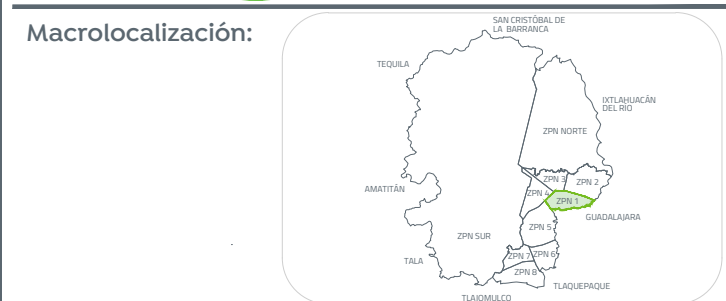 Macrolocalización:
SAN CRISTÓBAL DE
LA BARRANCA
TEQUILA
IXTLAHUACÁN
DEL RÍO
ZPN NORTE
ZPN 3
ZPN 2
AMATITÁN
ZPN 4
ZPN 1
GUADALAJARA
ZPN 5
ZPN SUR
TALA
ZPN 7
ZPN 6
ZPN 8
TLAQUEPAQUE
TLAJOMULCO